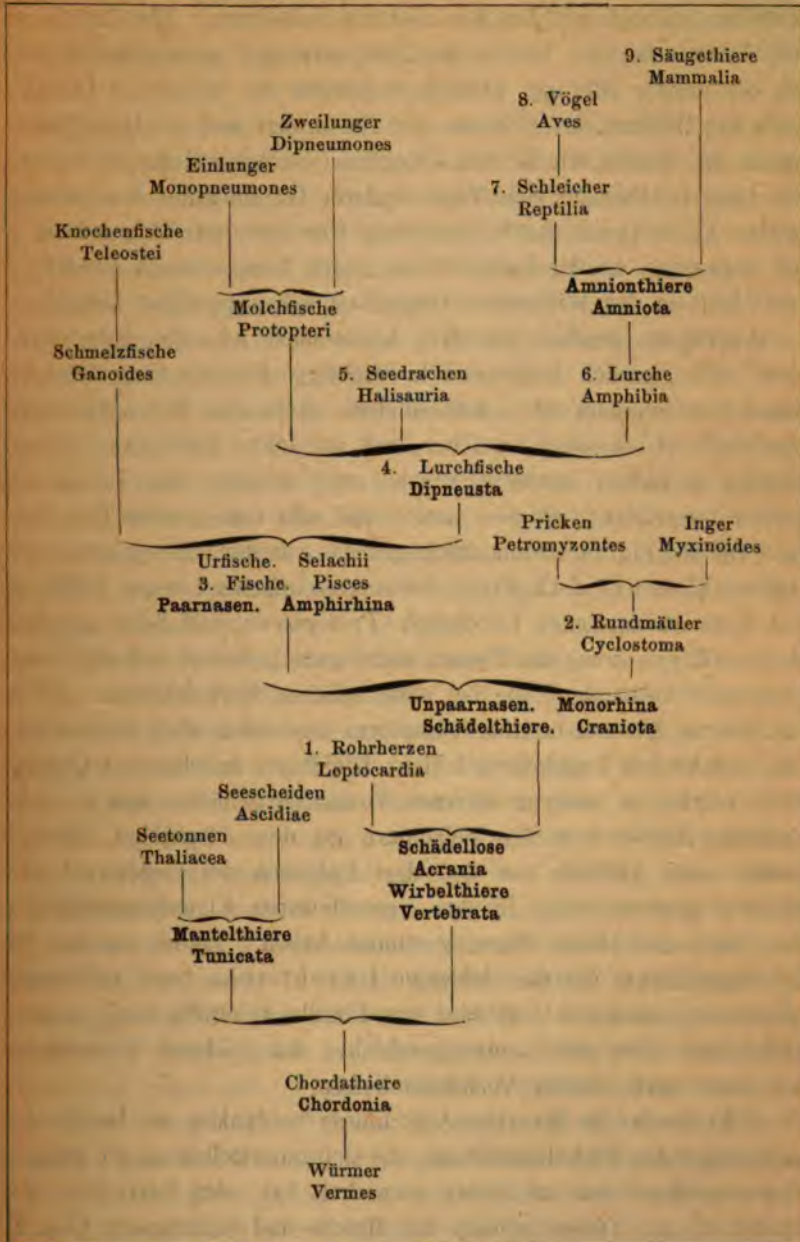 9. Säugethiere
Mammalia
8. Vögel
Aves
Zweilunger
Dipneumones
Einlunger
Monopneumones
7. Schleicher
Reptilia
Knochenfische
Teleostei
Amnionthiere
Amniota
Molchfische
Protopteri
Schmelzfische
Ganoides
5. Seedrachen
Halisauria
6. Lurche
Amphibia
4. Lurchfische
Dipneusta
Pricken
Petromyzontes
Inger
Myxinoides
Urfische. Selachii
3. Fische. Pisces
Paarnasen. Amphirhina
2. Rundmäuler
Cyclostoma
Unpaarnasen. Monorhina
Schädelthiere. Craniota
1. Rohrherzen
Leptocardia
Seescheiden
Ascidiae
Seetonnen
Thaliacea
Schädellose
Acrania
Wirbelthiere
Vertebrata
Mantelthiere
Tunicata
Chordathiere
Chordonia
Würmer
Vermes